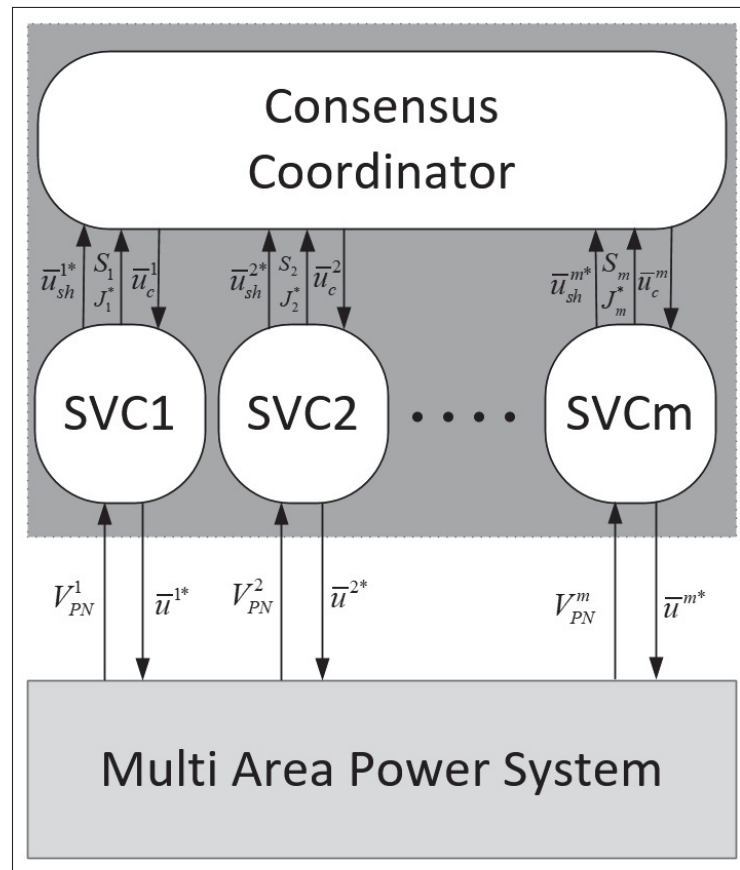 Consensus
Coordinator
ū_sh^{1*} S_1 J_1^* ū_c^1 ū_sh^{2*} S_2 J_2^* ū_c^2 ū_sh^{m*} S_m J_m^* ū_c^m
SVC1 SVC2 . . . . SVCm
V_PN^1 ū^{1*} V_PN^2 ū^{2*} V_PN^m ū^{m*}
Multi Area Power System